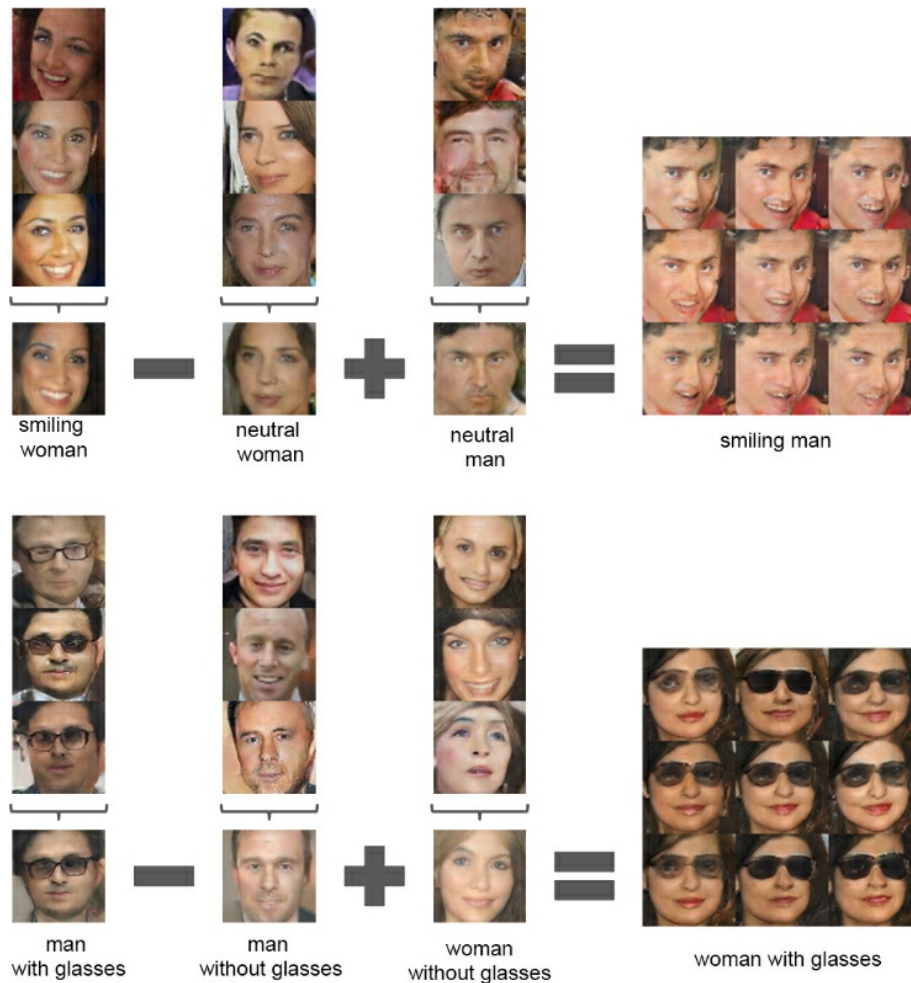 smiling
woman
neutral
woman
neutral
man
smiling man
man
with glasses
man
without glasses
woman
without glasses
woman with glasses